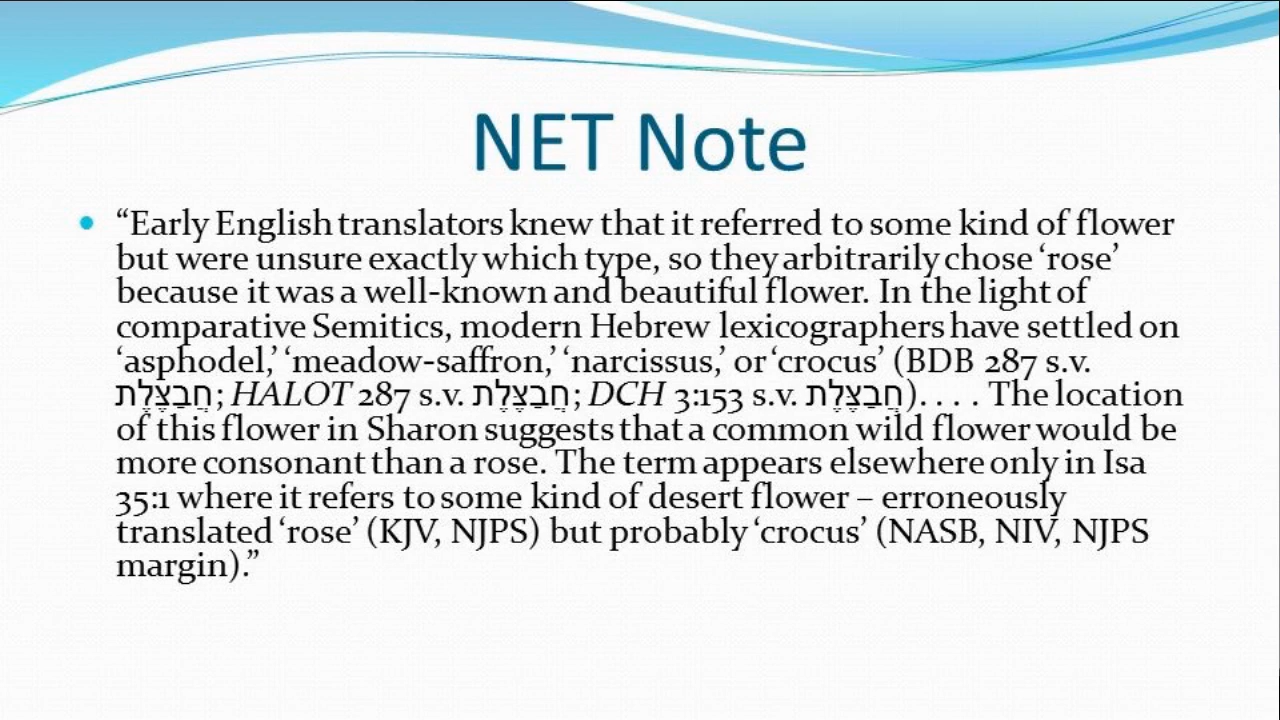 NET Note
• “Early English translators knew that it referred to some kind of flower
but were unsure exactly which type, so they arbitrarily chose ‘rose’
because it was a well-known and beautiful flower. In the light of
comparative Semitics, modern Hebrew lexicographers have settled on
‘asphodel,’ ‘meadow-saffron,’ ‘narcissus,’ or ‘crocus’ (BDB 287 s.v.
חֲבַצֶּלֶת; HALOT 287 s.v. חֲבַצֶּלֶת; DCH 3:153 s.v. חֲבַצֶּלֶת). . . . The location
of this flower in Sharon suggests that a common wild flower would be
more consonant than a rose. The term appears elsewhere only in Isa
35:1 where it refers to some kind of desert flower – erroneously
translated ‘rose’ (KJV, NJPS) but probably ‘crocus’ (NASB, NIV, NJPS
margin).”